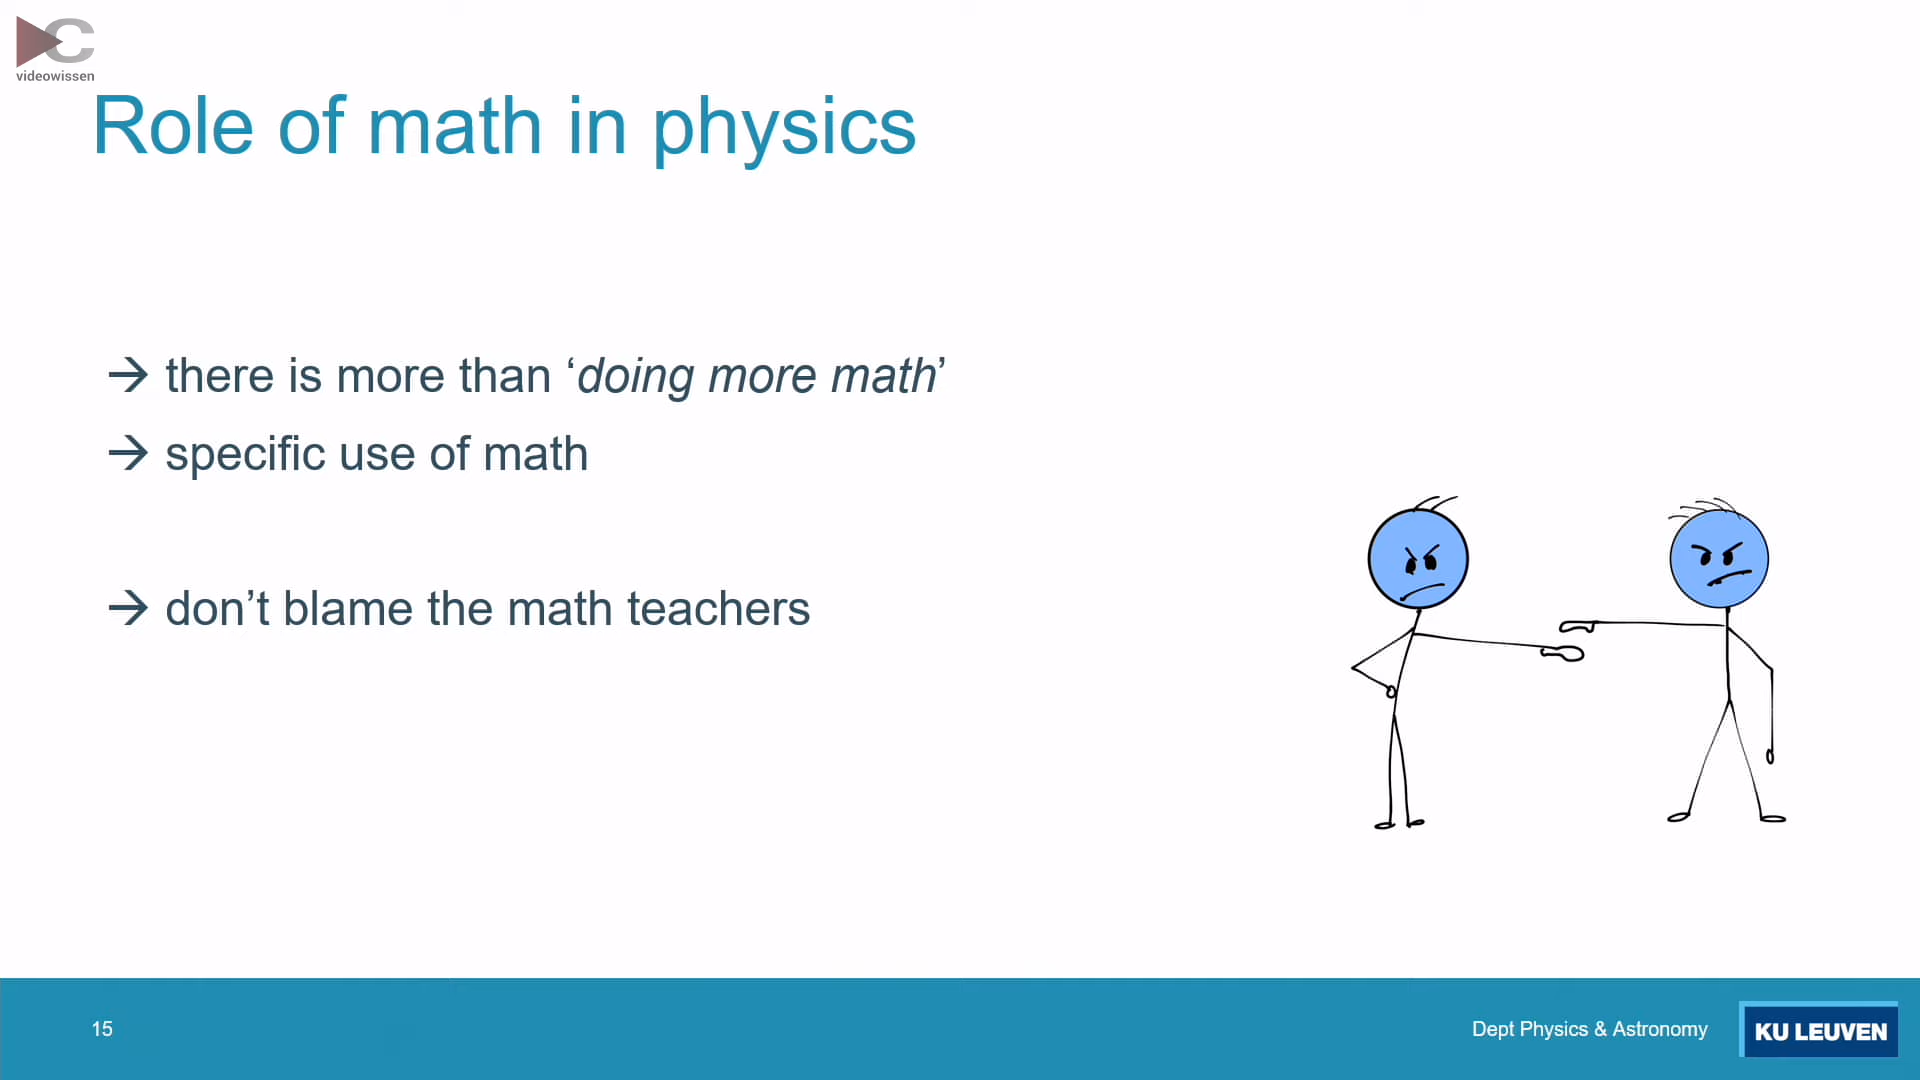 videowissen
Role of math in physics
→ there is more than ‘doing more math’
→ specific use of math
→ don’t blame the math teachers
15
Dept Physics & Astronomy
KU LEUVEN